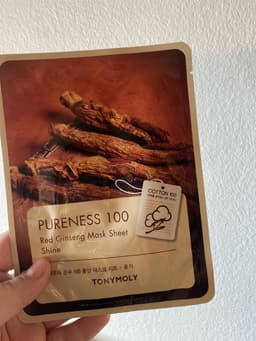 COTTON 100
PURENESS 100
Red Ginseng Mask Sheet
Shine
TONYMOLY